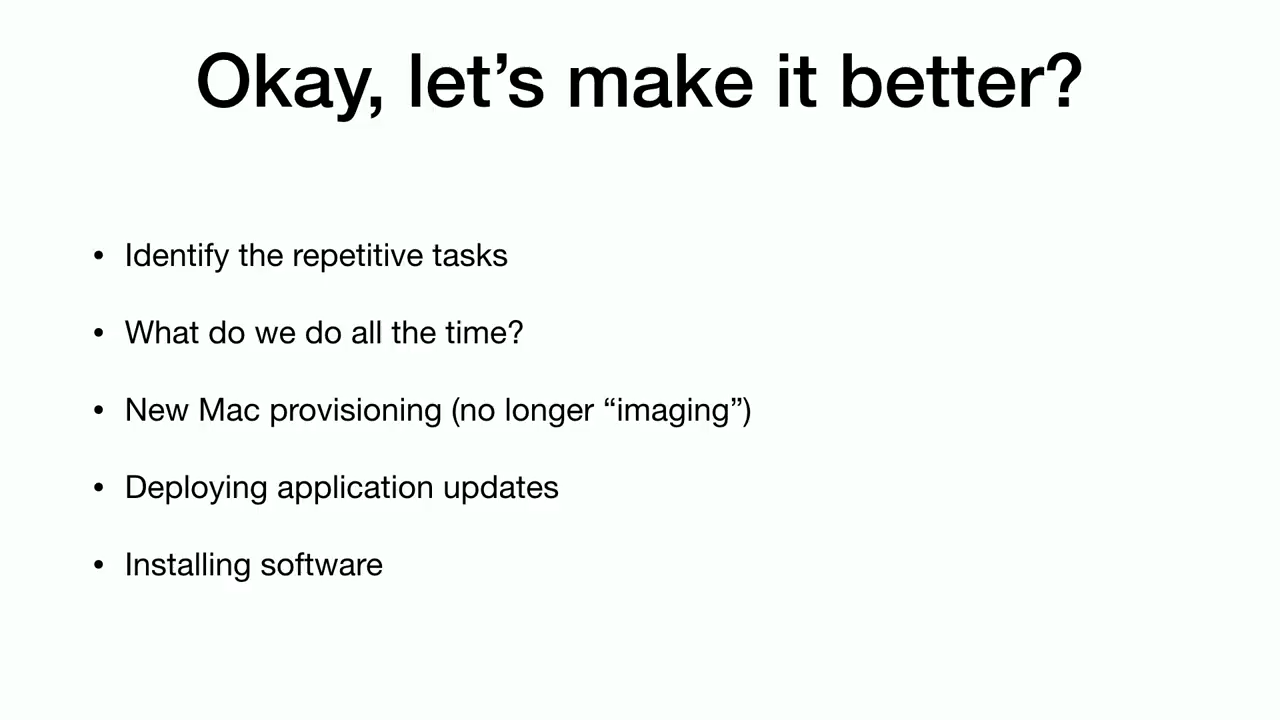 Okay, let’s make it better?
• Identify the repetitive tasks
• What do we do all the time?
• New Mac provisioning (no longer “imaging”)
• Deploying application updates
• Installing software